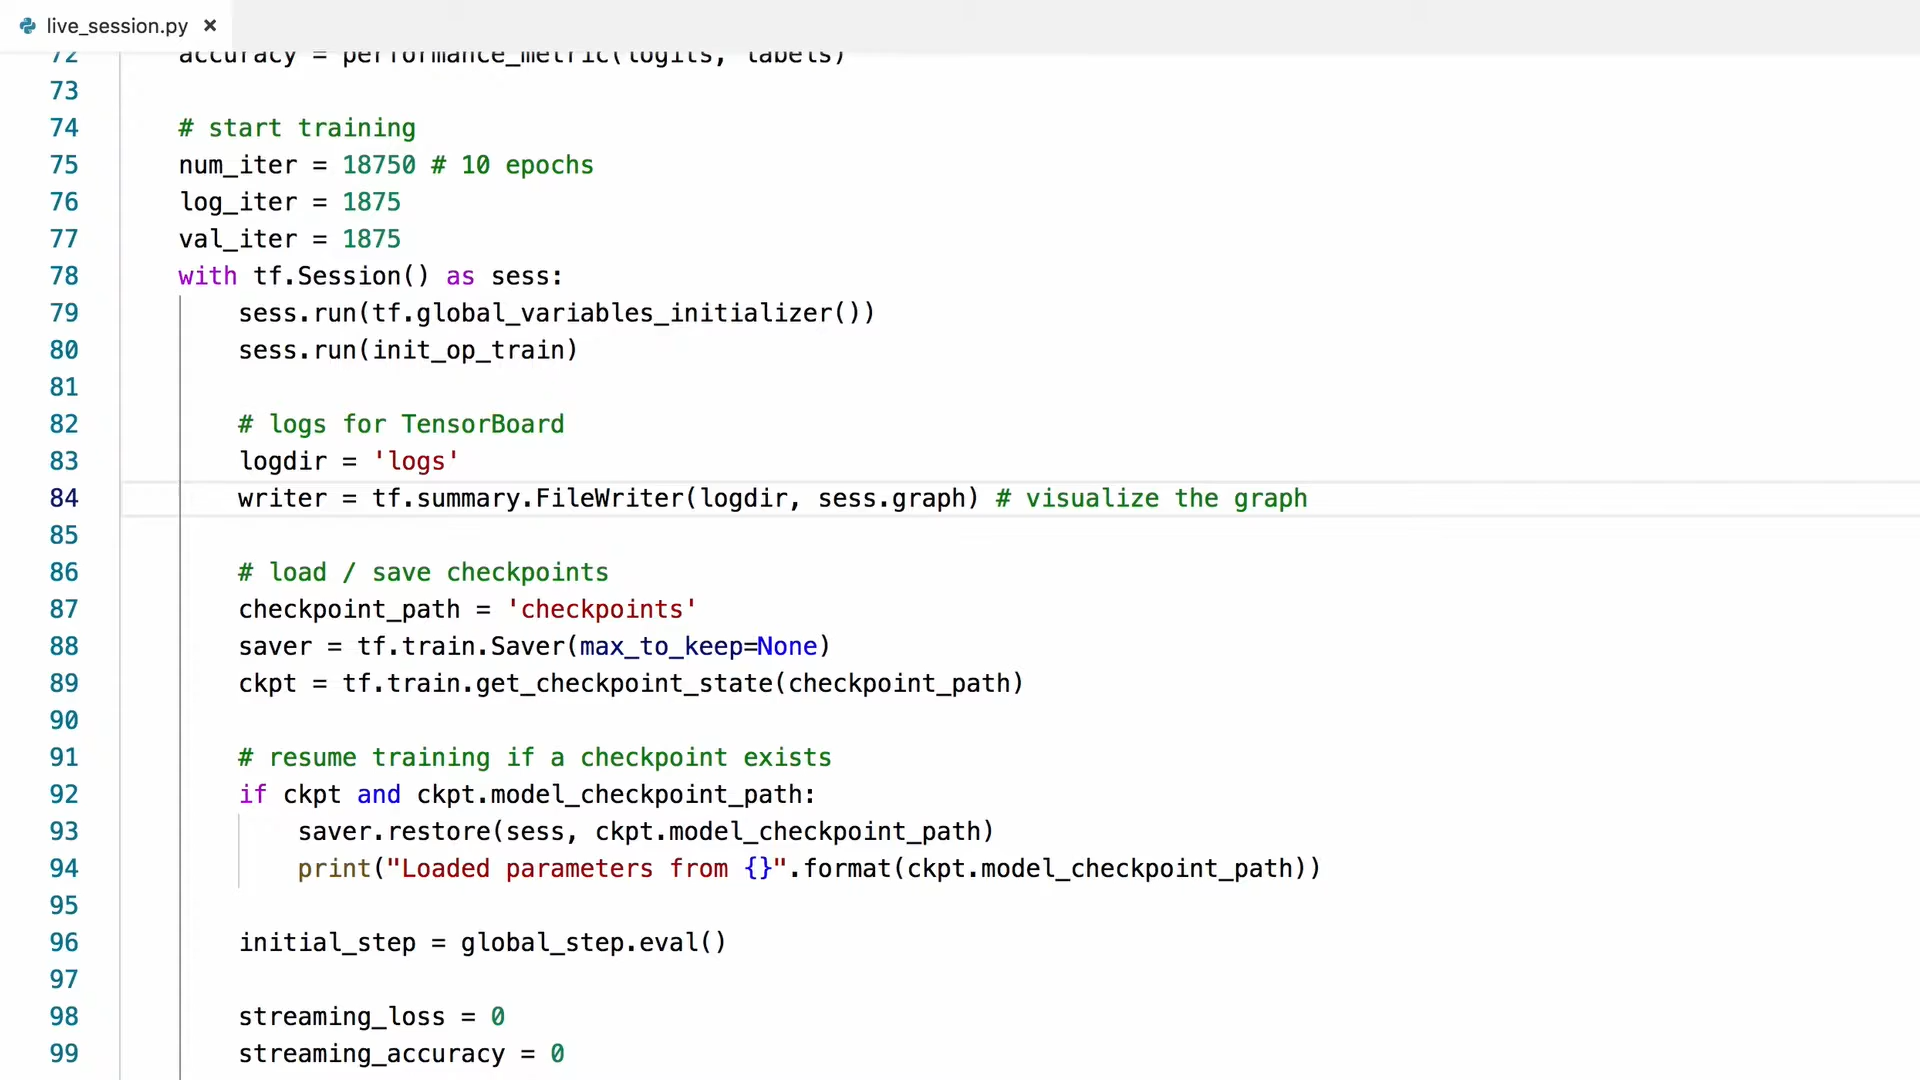 live_session.py ×
72 accuracy = performance_metric(logits, labels)
73
74 # start training
75 num_iter = 18750 # 10 epochs
76 log_iter = 1875
77 val_iter = 1875
78 with tf.Session() as sess:
79 sess.run(tf.global_variables_initializer())
80 sess.run(init_op_train)
81
82 # logs for TensorBoard
83 logdir = 'logs'
84 writer = tf.summary.FileWriter(logdir, sess.graph) # visualize the graph
85
86 # load / save checkpoints
87 checkpoint_path = 'checkpoints'
88 saver = tf.train.Saver(max_to_keep=None)
89 ckpt = tf.train.get_checkpoint_state(checkpoint_path)
90
91 # resume training if a checkpoint exists
92 if ckpt and ckpt.model_checkpoint_path:
93 saver.restore(sess, ckpt.model_checkpoint_path)
94 print("Loaded parameters from {}".format(ckpt.model_checkpoint_path))
95
96 initial_step = global_step.eval()
97
98 streaming_loss = 0
99 streaming_accuracy = 0